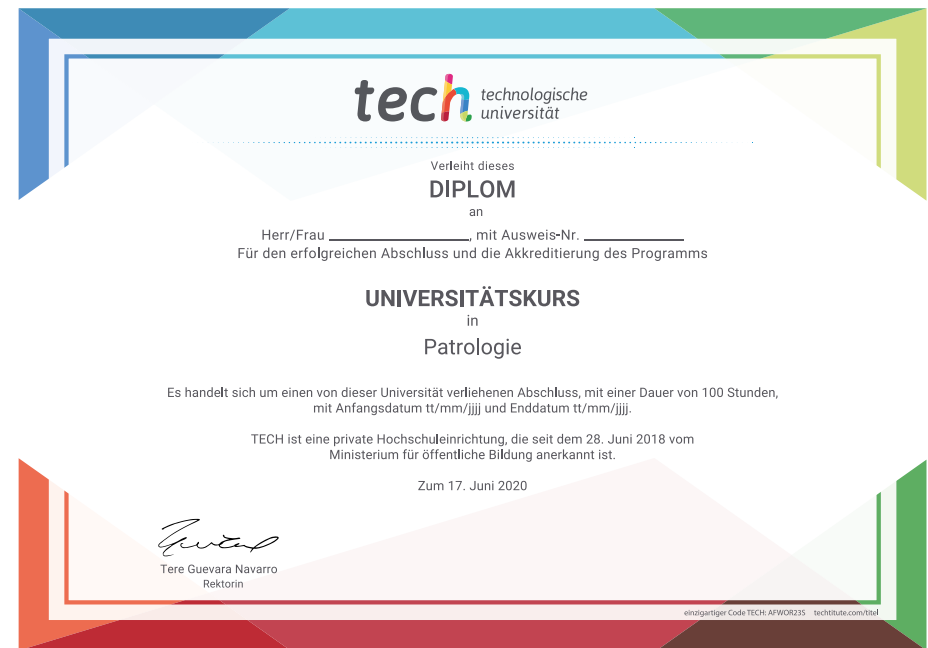 tech technologische
universität
Verleiht dieses
DIPLOM
an
Herr/Frau ________________, mit Ausweis-Nr. ____________
Für den erfolgreichen Abschluss und die Akkreditierung des Programms
UNIVERSITÄTSKURS
in
Patrologie
Es handelt sich um einen von dieser Universität verliehenen Abschluss, mit einer Dauer von 100 Stunden,
mit Anfangsdatum tt/mm/jjjj und Enddatum tt/mm/jjjj.
TECH ist eine private Hochschuleinrichtung, die seit dem 28. Juni 2018 vom
Ministerium für öffentliche Bildung anerkannt ist.
Zum 17. Juni 2020
Tere Guevara Navarro
Rektorin
einzigartiger Code TECH: AFWOR23S techtitute.com/titel